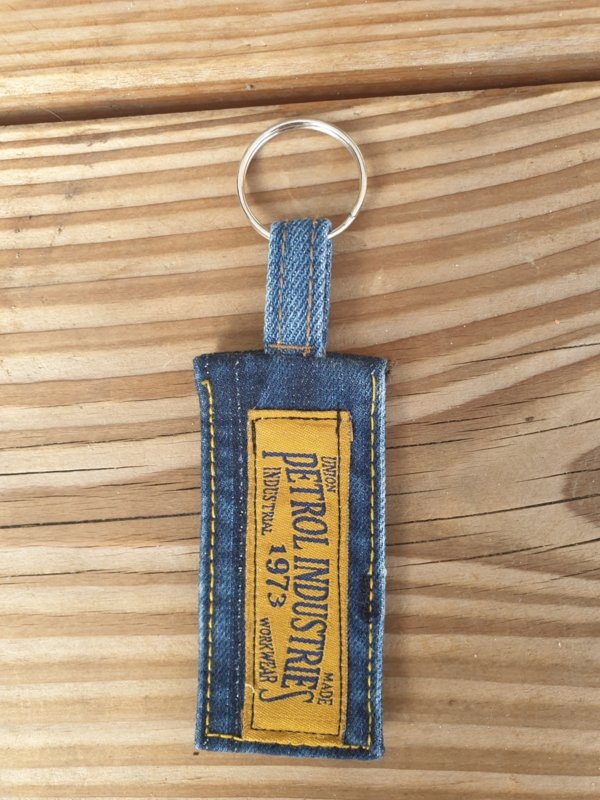 UNION MADE
PETROL INDUSTRIES
INDUSTRIAL 1973 WORKWEAR